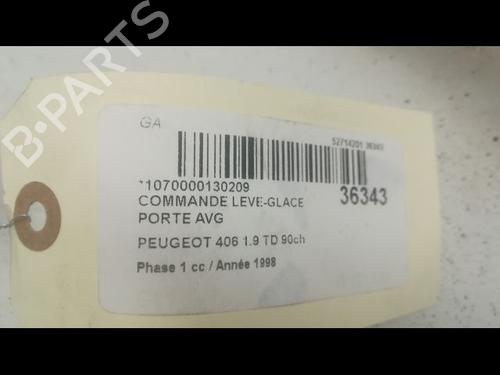 B-PARTS
GA
52714201 36343
*1070000130209
COMMANDE LEVE-GLACE
36343
PORTE AVG
PEUGEOT 406 1.9 TD 90ch
Phase 1 cc / Année 1998